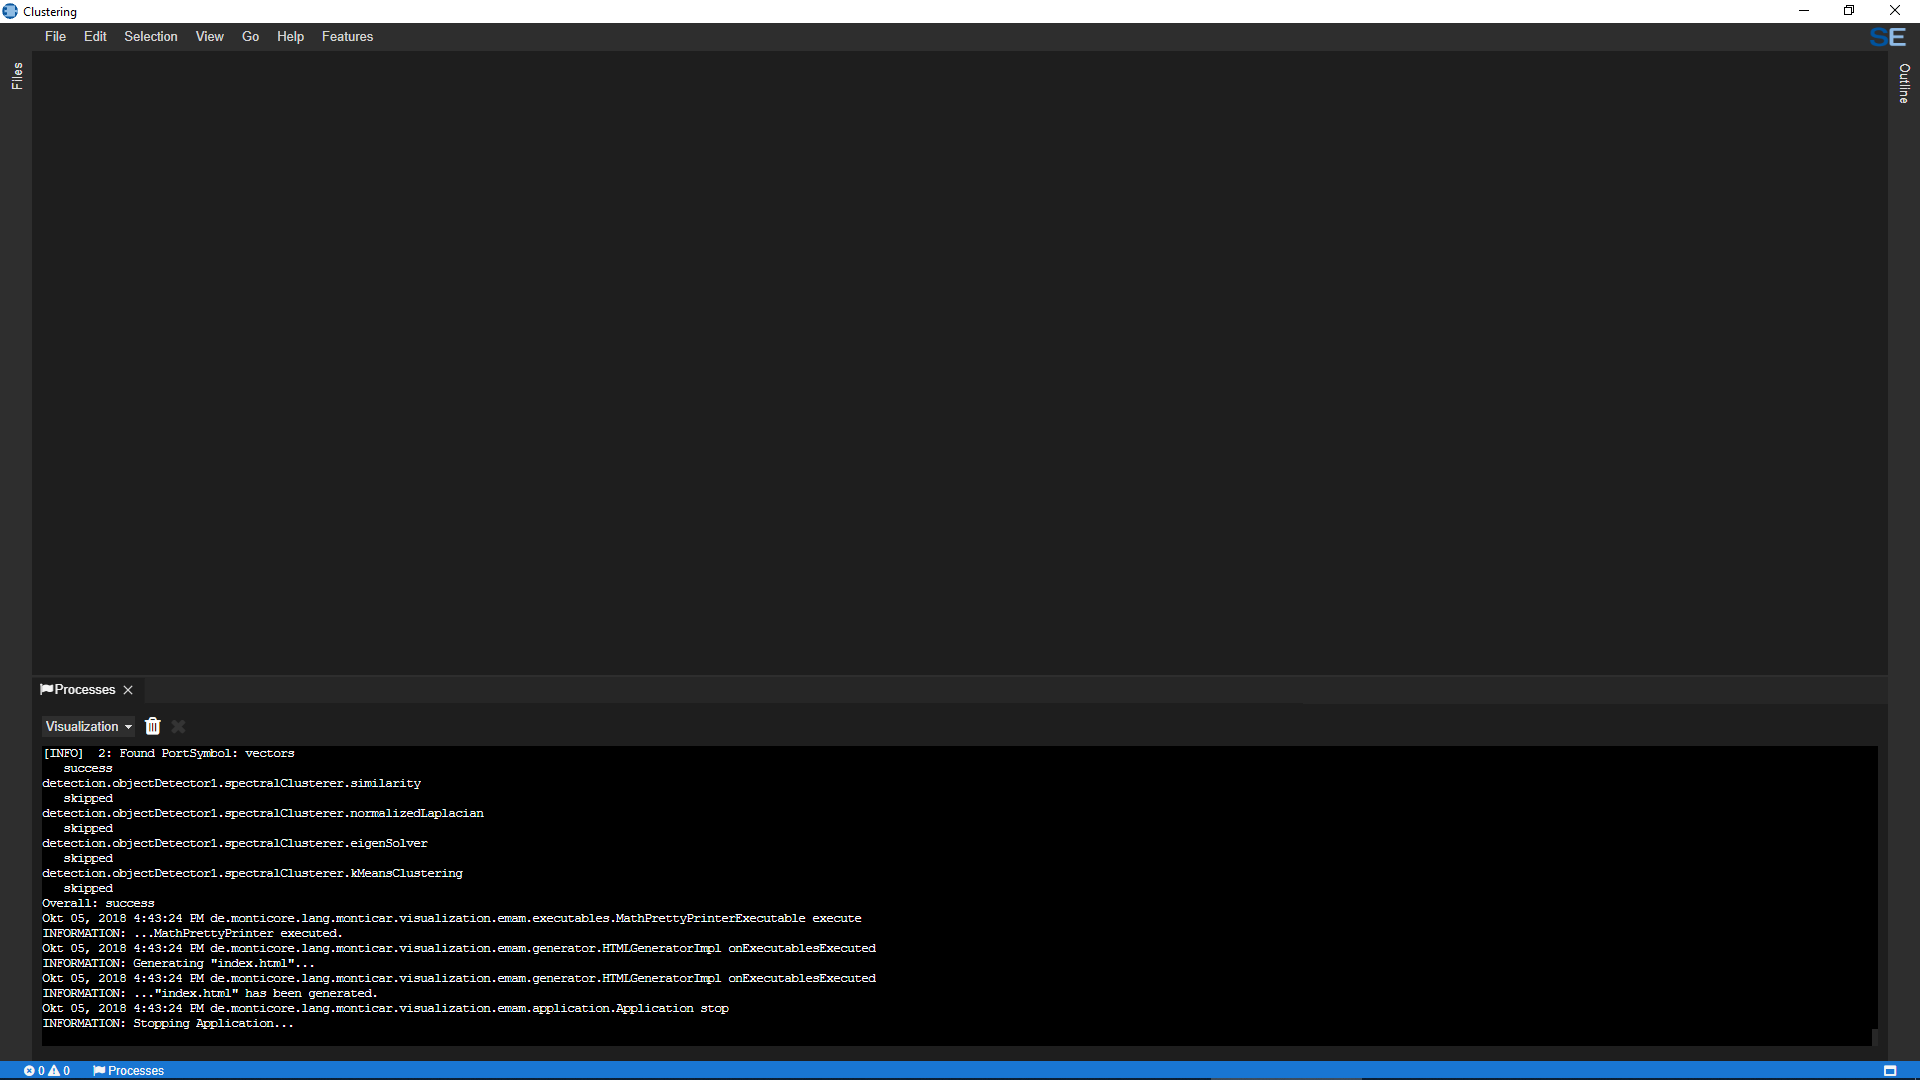 Clustering
File Edit Selection View Go Help Features
SE
Files
Outline
Processes
Visualization
[INFO]  2: Found PortSymbol: vectors
success
detection.objectDetector1.spectralClusterer.similarity
skipped
detection.objectDetector1.spectralClusterer.normalizedLaplacian
skipped
detection.objectDetector1.spectralClusterer.eigenSolver
skipped
detection.objectDetector1.spectralClusterer.kMeansClustering
skipped
Overall: success
Okt 05, 2018 4:43:24 PM de.monticore.lang.monticar.visualization.emam.executables.MathPrettyPrinterExecutable execute
INFORMATION: ...MathPrettyPrinter executed.
Okt 05, 2018 4:43:24 PM de.monticore.lang.monticar.visualization.emam.generator.HTMLGeneratorImpl onExecutablesExecuted
INFORMATION: Generating "index.html"...
Okt 05, 2018 4:43:24 PM de.monticore.lang.monticar.visualization.emam.generator.HTMLGeneratorImpl onExecutablesExecuted
INFORMATION: ..."index.html" has been generated.
Okt 05, 2018 4:43:24 PM de.monticore.lang.monticar.visualization.emam.application.Application stop
INFORMATION: Stopping Application...
0 0 Processes